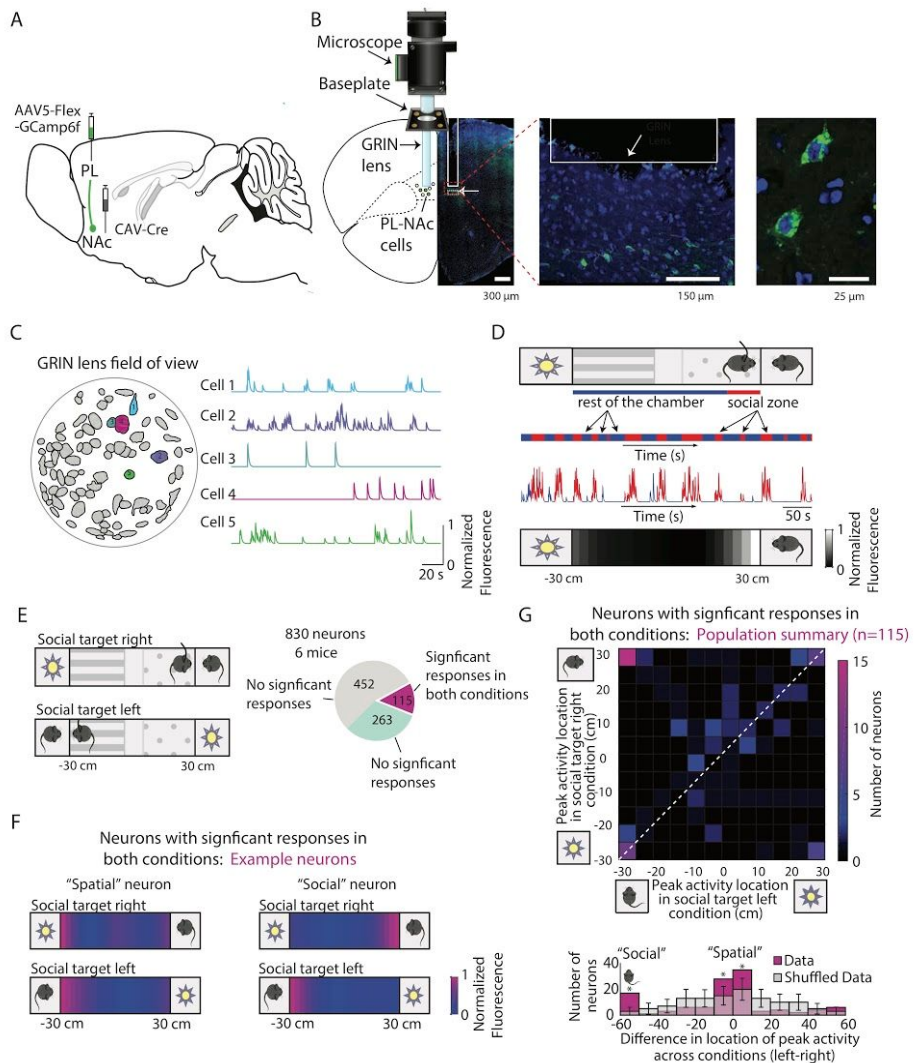 A
AAV5-Flex
-GCamp6f
PL
NAc
CAV-Cre
B
Microscope
Baseplate
GRIN
lens
PL-NAc
cells
300 µm
GRIN
Lens
150 µm
25 µm
C
GRIN lens field of view
Cell 1
Cell 2
Cell 3
Cell 4
Cell 5
20 s
1
0
Normalized
Fluorescence
D
rest of the chamber
social zone
Time (s)
Time (s)
50 s
-30 cm
30 cm
1
0
Normalized
Fluorescence
E
Social target right
Social target left
-30 cm
30 cm
830 neurons
6 mice
452
115
263
No signficant
responses
Signficant
responses in
both conditions
No signficant
responses
F
Neurons with signficant responses in
both conditions: Example neurons
"Spatial" neuron
Social target right
Social target left
-30 cm
30 cm
"Social" neuron
Social target right
Social target left
-30 cm
30 cm
1
0
Normalized
Fluorescence
G
Neurons with signficant responses in
both conditions: Population summary (n=115)
Peak activity location
in social target right
condition (cm)
30
20
10
0
-10
-20
-30
-30
-20
-10
0
10
20
30
Peak activity location
in social target left
condition (cm)
15
10
5
0
Number of neurons
"Social"
"Spatial"
Data
Shuffled Data
Number of
neurons
40
20
0
* * *
-60
-40
-20
0
20
40
60
Difference in location of peak activity
across conditions (left-right)